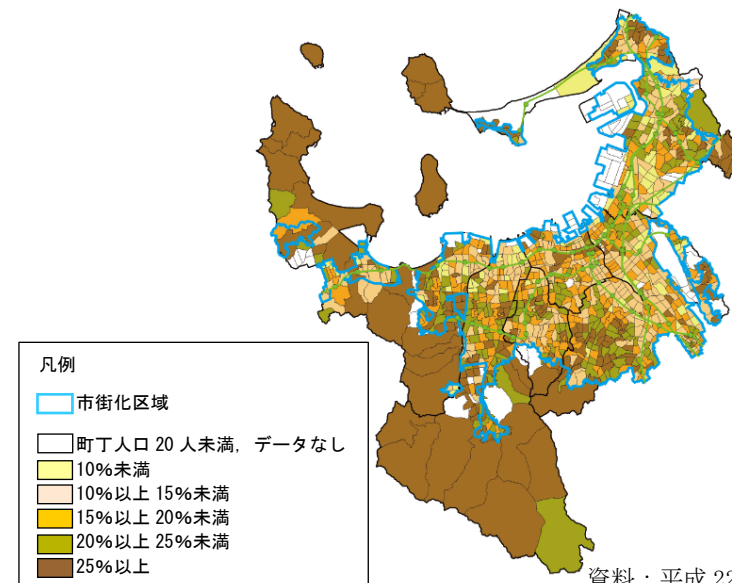 凡例
市街化区域
町丁人口 20 人未満，データなし
10%未満
10%以上 15%未満
15%以上 20%未満
20%以上 25%未満
25%以上
資料：平成 22